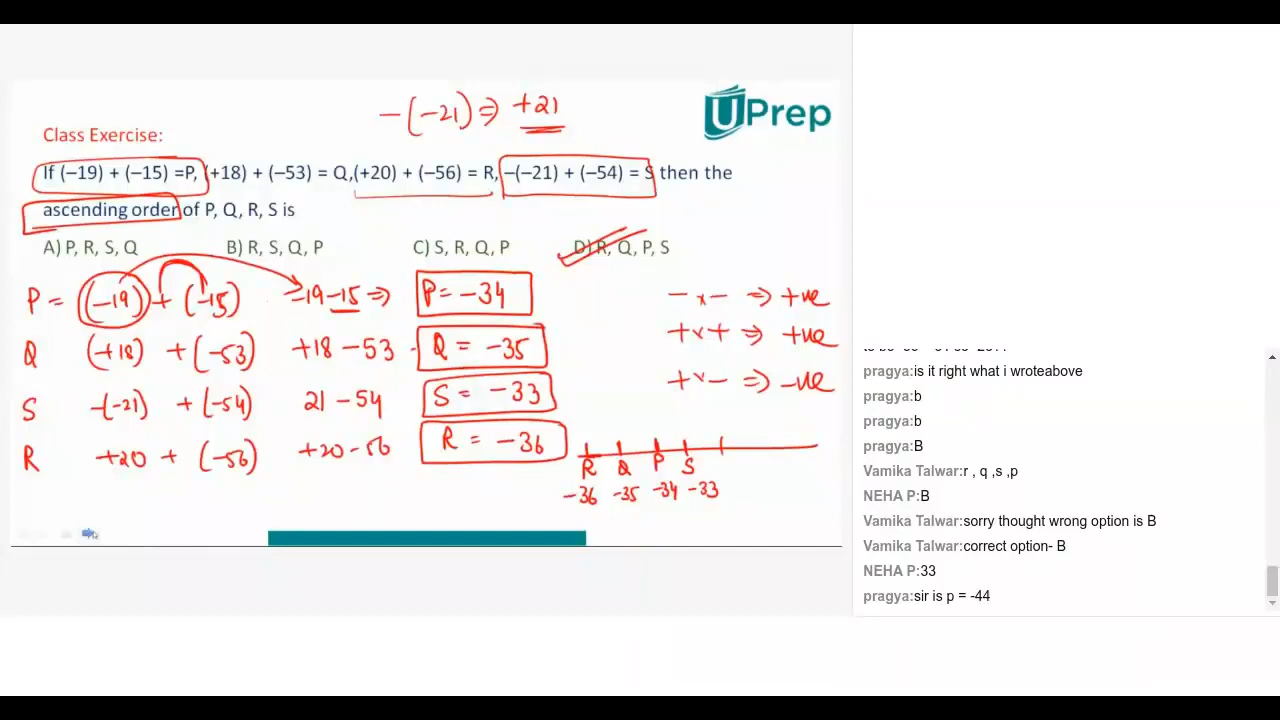 -(-21) ⇒ +21
UPrep
Class Exercise:
If (–19) + (–15) =P, (+18) + (–53) = Q,(+20) + (–56) = R, –(–21) + (–54) = S then the
ascending order of P, Q, R, S is
A) P, R, S, Q B) R, S, Q, P C) S, R, Q, P D) R, Q, P, S
P = (-19) + (-15) -19-15 ⇒ P = -34
Q (+18) + (-53) +18-53 Q = -35
S -(-21) + (-54) 21-54 S = -33
R +20 + (-56) +20-56 R = -36
- × - ⇒ +ve
+ × + ⇒ +ve
+ × - ⇒ -ve
R Q P S
-36 -35 -34 -33
pragya:is it right what i wroteabove
pragya:b
pragya:b
pragya:B
Vamika Talwar:r , q ,s ,p
NEHA P:B
Vamika Talwar:sorry thought wrong option is B
Vamika Talwar:correct option- B
NEHA P:33
pragya:sir is p = -44